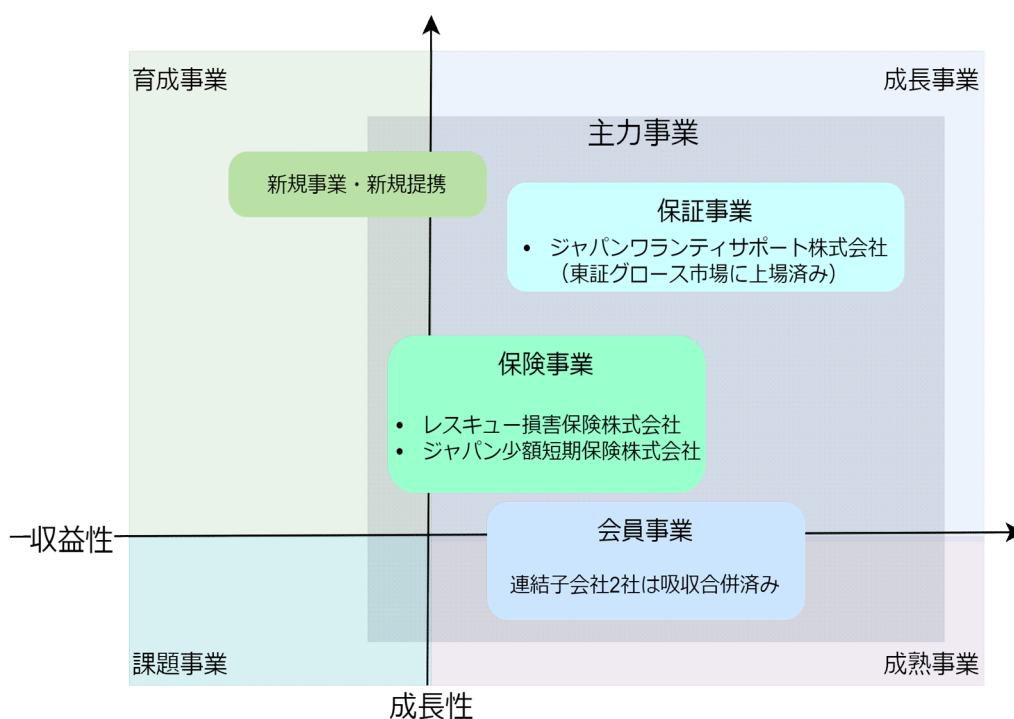 育成事業
成長事業
主力事業
新規事業・新規提携
保証事業
• ジャパンワランティサポート株式会社
（東証グロース市場に上場済み）
保険事業
• レスキュー損害保険株式会社
• ジャパン少額短期保険株式会社
会員事業
連結子会社2社は吸収合併済み
収益性
課題事業
成熟事業
成長性